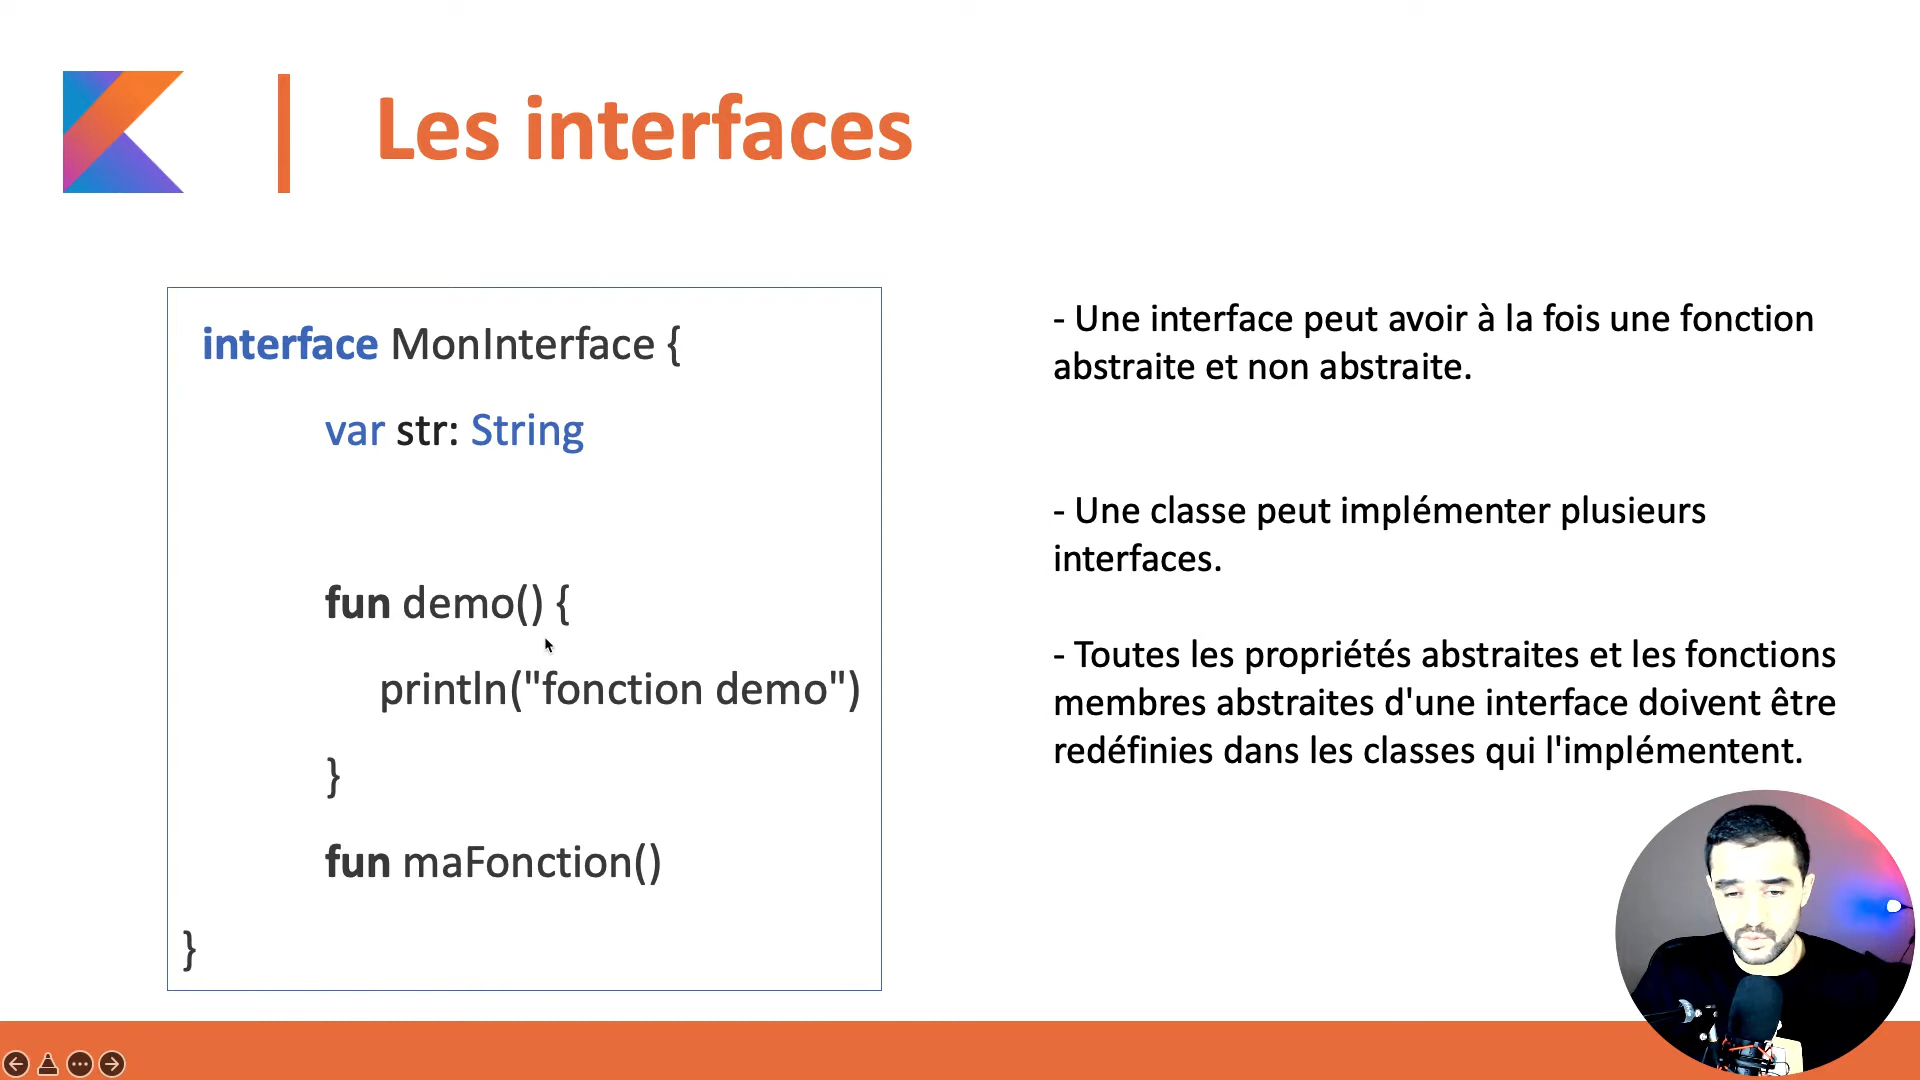 Les interfaces
interface MonInterface {
var str: String
fun demo() {
println("fonction demo")
}
fun maFonction()
}
- Une interface peut avoir à la fois une fonction
abstraite et non abstraite.
- Une classe peut implémenter plusieurs
interfaces.
- Toutes les propriétés abstraites et les fonctions
membres abstraites d'une interface doivent être
redéfinies dans les classes qui l'implémentent.